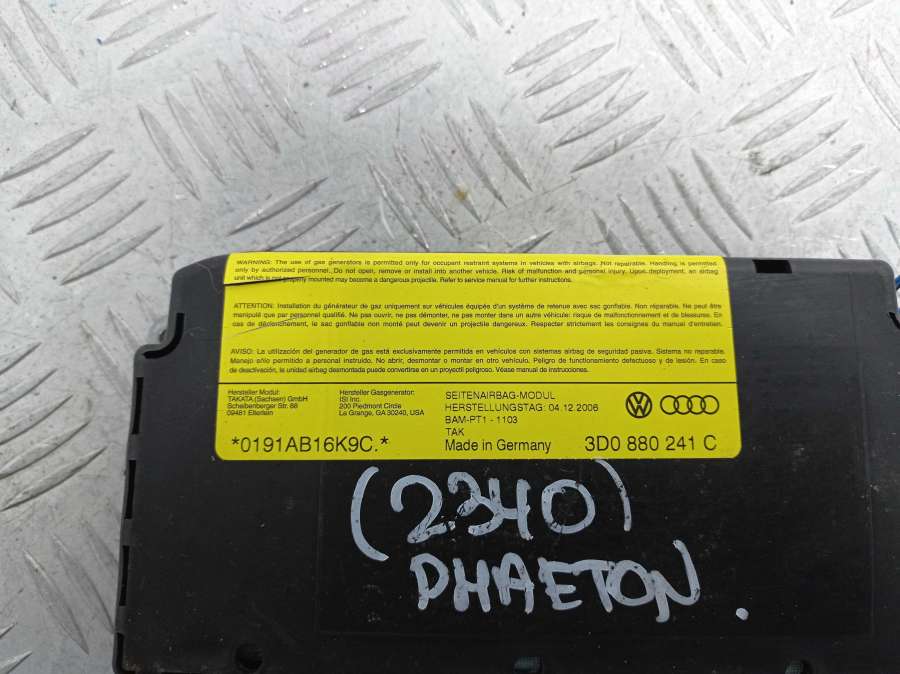 WARNING: The use of gas generators is permitted only for occupant restraint systems in vehicles with airbags. Not repairable. Handling is permitted
only by authorized personnel. Do not open, remove or install into another vehicle. Risk of malfunction and personal injury. Upon deployment, an airbag
unit which is not properly mounted may become a dangerous projectile. Refer to service manual for further instructions.
ATTENTION: Installation du générateur de gaz uniquement sur véhicules équipés d'un système de retenue avec sac gonflable. Non réparable. Ne peut être
manipulé que par personnel qualifié. Ne pas ouvrir, ne pas démonter, ne pas monter dans un autre véhicule: risque de malfonctionnement et de blessures. En
cas de déclenchement, le sac gonflable non monté peut devenir un projectile dangereux. Respecter strictement les consignes du manual d'entretien.
AVISO: La utilización del generador de gas está exclusivamente permitida en vehículos con sistemas airbag de seguridad pasiva. Sistema no reparable.
Manejo sólo permitido a personal instruido. No abrir, desmontar o montar en otro vehículo. Peligro de funcionamiento defectuoso y de lesión. En caso
de deactivación, la unidad airbag desmontada puede convertirse en proyectil peligroso. Véase manual de instrucciones.
Hersteller Modul:
TAKATA (Sachsen) GmbH
Scheibenberger Str. 88
09481 Elterlein
Hersteller Gasgenerator:
ISI Inc.
200 Piedmont Circle
La Grange, GA 30240, USA
SEITENAIRBAG-MODUL
HERSTELLUNGSTAG: 04.12.2006
BAM-PT1 - 1103
TAK
*0191AB16K9C.*
Made in Germany
3D0 880 241 C
(2340)
PHAETON.